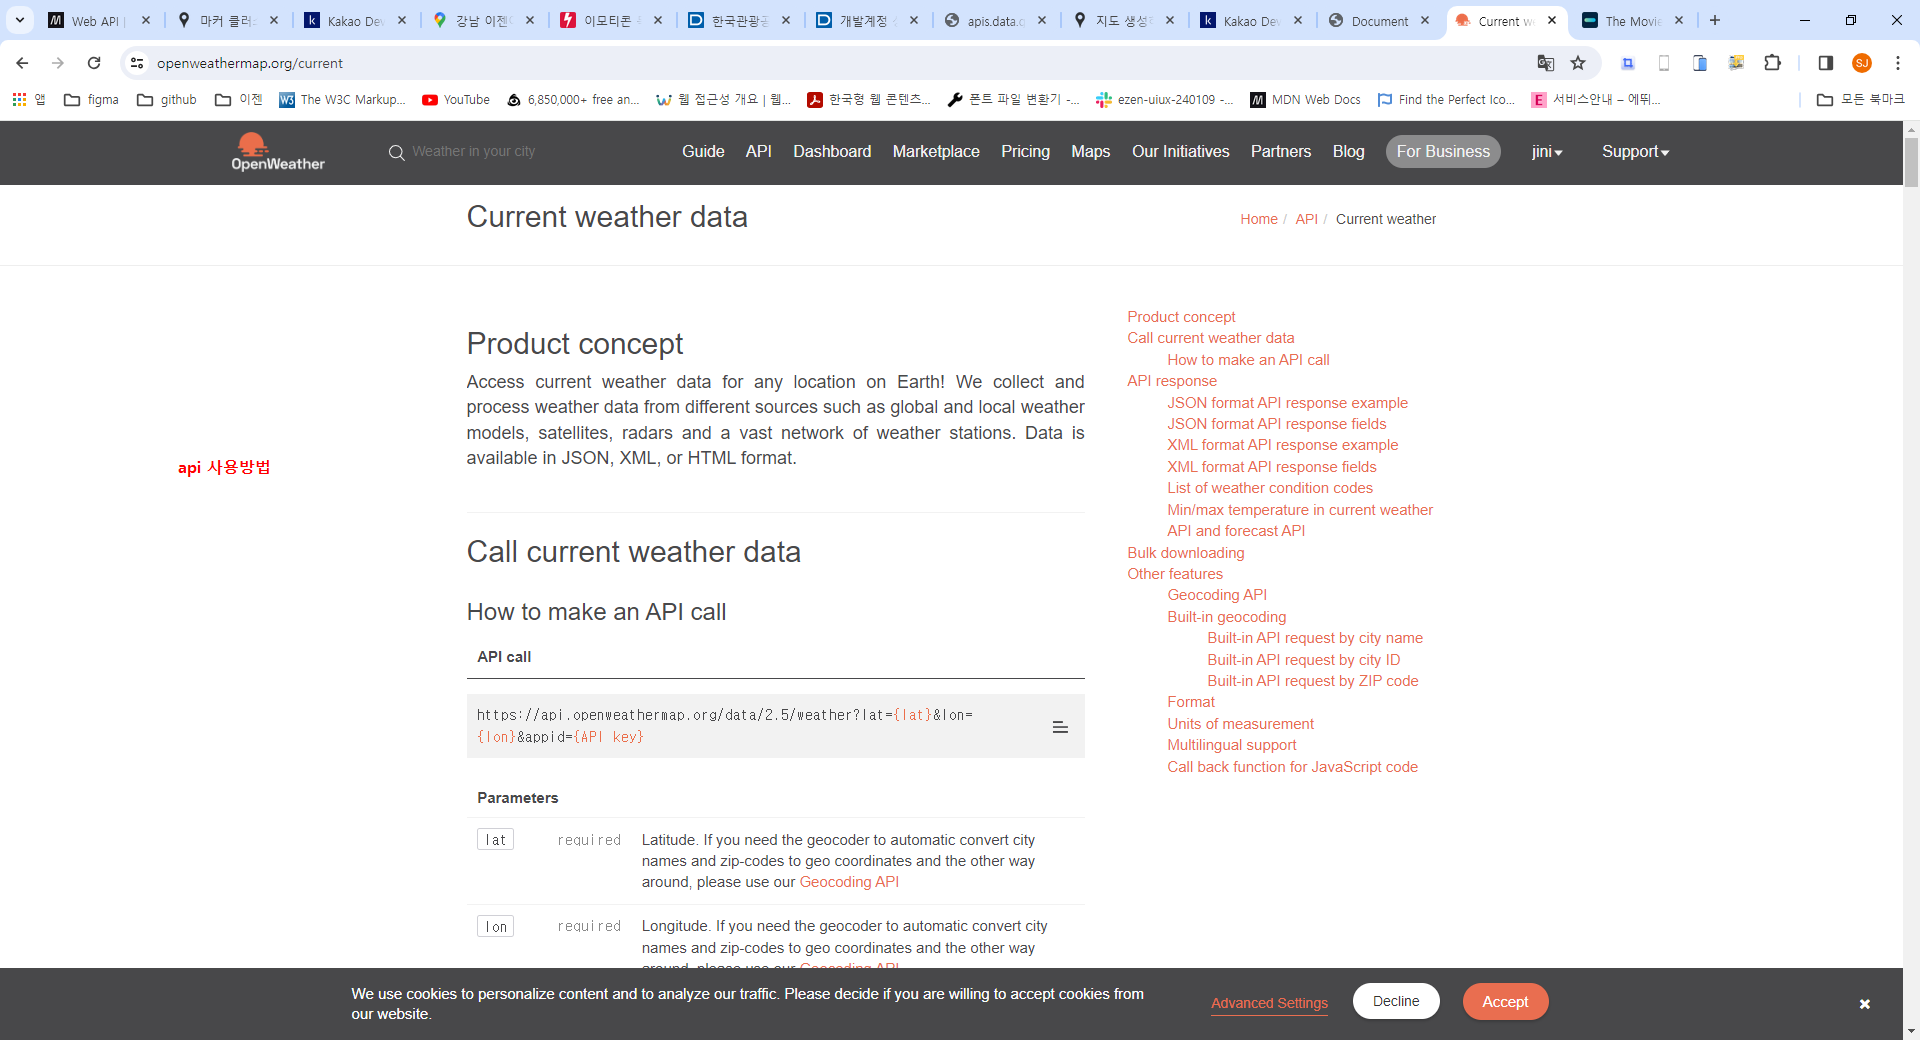 Web API |
마커 클러스
Kakao Dev
강남 이젠
이모티콘
한국관광공
개발계정
apis.data.g
지도 생성
Kakao Dev
Document
Current we
The Movie
openweathermap.org/current
앱
figma
github
이젠
The W3C Markup...
YouTube
6,850,000+ free an...
웹 접근성 개요 | 웹...
한국형 웹 콘텐츠...
폰트 파일 변환기 -...
ezen-uiux-240109 -...
MDN Web Docs
Find the Perfect Ico...
서비스안내 – 에뛰...
모든 북마크
SJ
OpenWeather
Weather in your city
Guide
API
Dashboard
Marketplace
Pricing
Maps
Our Initiatives
Partners
Blog
For Business
jini
Support
Current weather data
Home / API / Current weather
Product concept
Access current weather data for any location on Earth! We collect and
process weather data from different sources such as global and local weather
models, satellites, radars and a vast network of weather stations. Data is
available in JSON, XML, or HTML format.
api 사용방법
Call current weather data
How to make an API call
API call
https://api.openweathermap.org/data/2.5/weather?lat={lat}&lon=
{lon}&appid={API key}
Parameters
lat required Latitude. If you need the geocoder to automatic convert city
names and zip-codes to geo coordinates and the other way
around, please use our Geocoding API
lon required Longitude. If you need the geocoder to automatic convert city
names and zip-codes to geo coordinates and the other way
around, please use our Geocoding API
Product concept
Call current weather data
How to make an API call
API response
JSON format API response example
JSON format API response fields
XML format API response example
XML format API response fields
List of weather condition codes
Min/max temperature in current weather
API and forecast API
Bulk downloading
Other features
Geocoding API
Built-in geocoding
Built-in API request by city name
Built-in API request by city ID
Built-in API request by ZIP code
Format
Units of measurement
Multilingual support
Call back function for JavaScript code
We use cookies to personalize content and to analyze our traffic. Please decide if you are willing to accept cookies from
our website.
Advanced Settings
Decline
Accept